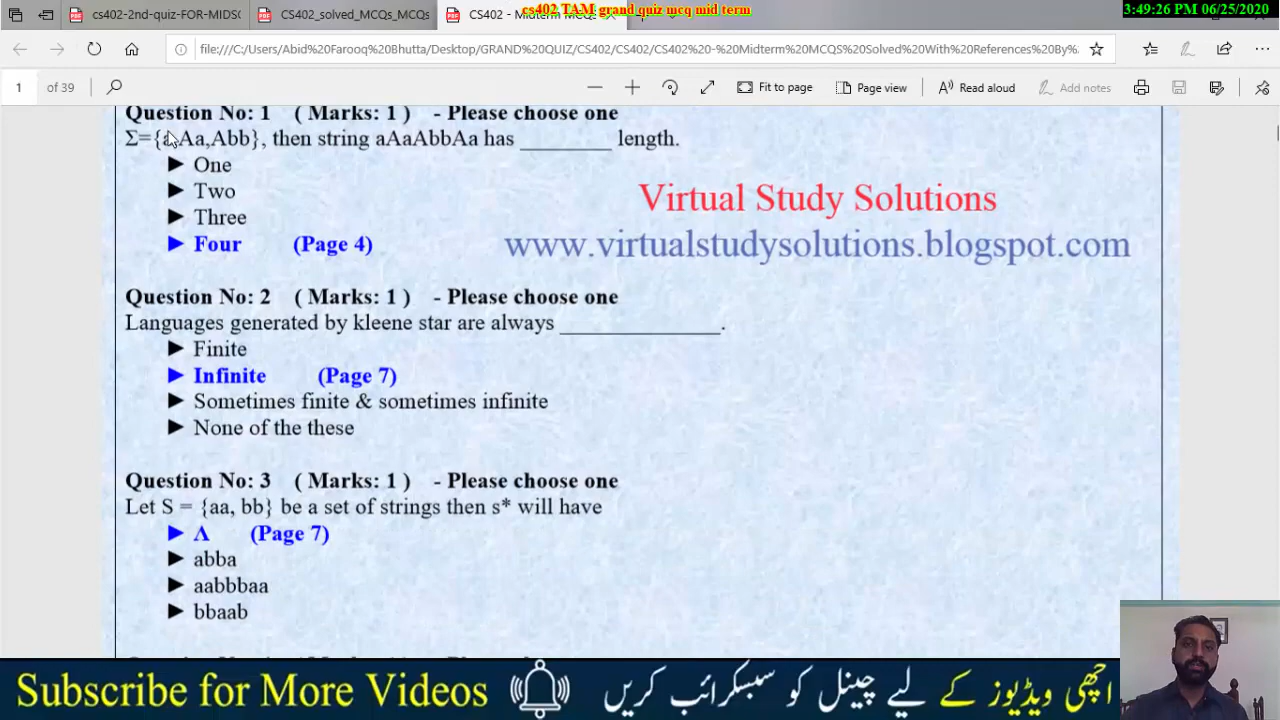 cs402 TAM grand quiz mcq mid term
3:49:26 PM 06/25/2020
cs402-2nd-quiz-BY-MIDSC
CS402_solved_MCQs_MCQs
CS402 - Midterm MCQS
file:///C:/Users/Abid%20Farooq%20Bhutta/Desktop/GRAND%20QUIZ/CS402/CS402%20-%20Midterm%20MCQS%20Solved%20With%20References%20By%
1 of 39
Fit to page
Page view
Read aloud
Add notes
Question No: 1 ( Marks: 1 ) - Please choose one
Σ={a,Aa,Abb}, then string aAaAbbAa has ________ length.
► One
► Two
► Three
► Four (Page 4)
Virtual Study Solutions
www.virtualstudysolutions.blogspot.com
Question No: 2 ( Marks: 1 ) - Please choose one
Languages generated by kleene star are always ______________.
► Finite
► Infinite (Page 7)
► Sometimes finite & sometimes infinite
► None of the these
Question No: 3 ( Marks: 1 ) - Please choose one
Let S = {aa, bb} be a set of strings then s* will have
► Λ (Page 7)
► abba
► aabbbaa
► bbaab
Subscribe for More Videos
اچھی ویڈیوز کے لیے چینل کو سبسکرائب کریں